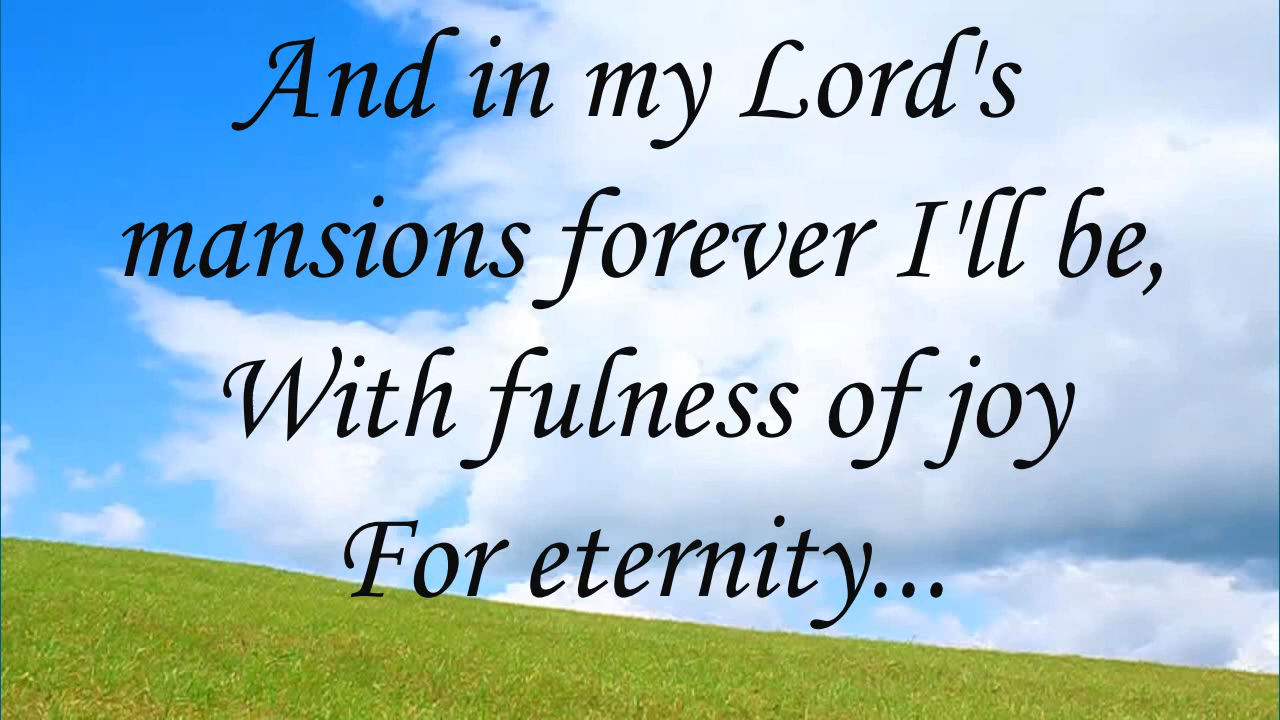 And in my Lord's
mansions forever I'll be,
With fulness of joy
For eternity...